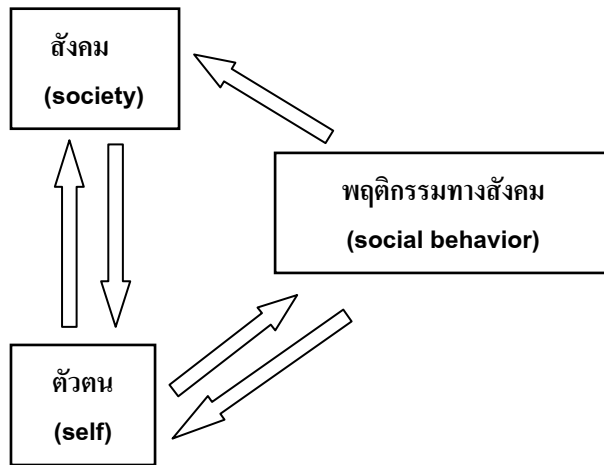 สังคม
(society)
พฤติกรรมทางสังคม
(social behavior)
ตัวตน
(self)